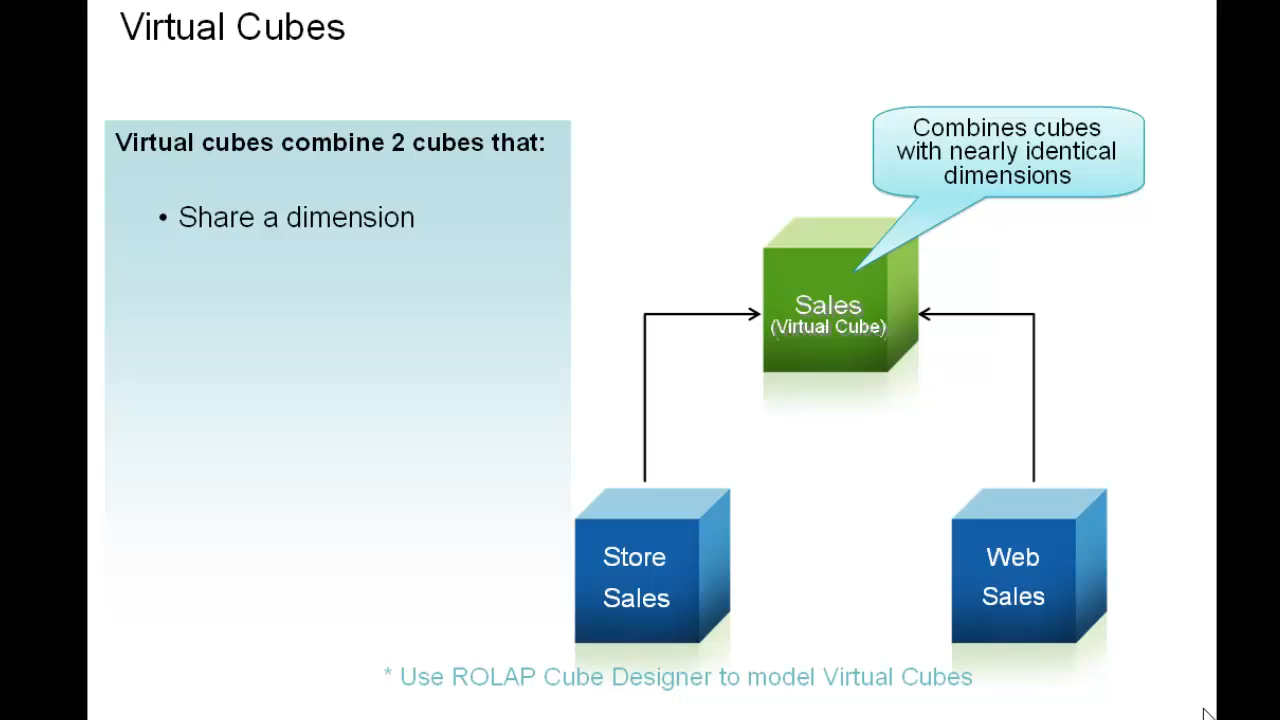 Virtual Cubes
Virtual cubes combine 2 cubes that:
• Share a dimension
Combines cubes
with nearly identical
dimensions
Sales
(Virtual Cube)
Store
Sales
Web
Sales
* Use ROLAP Cube Designer to model Virtual Cubes